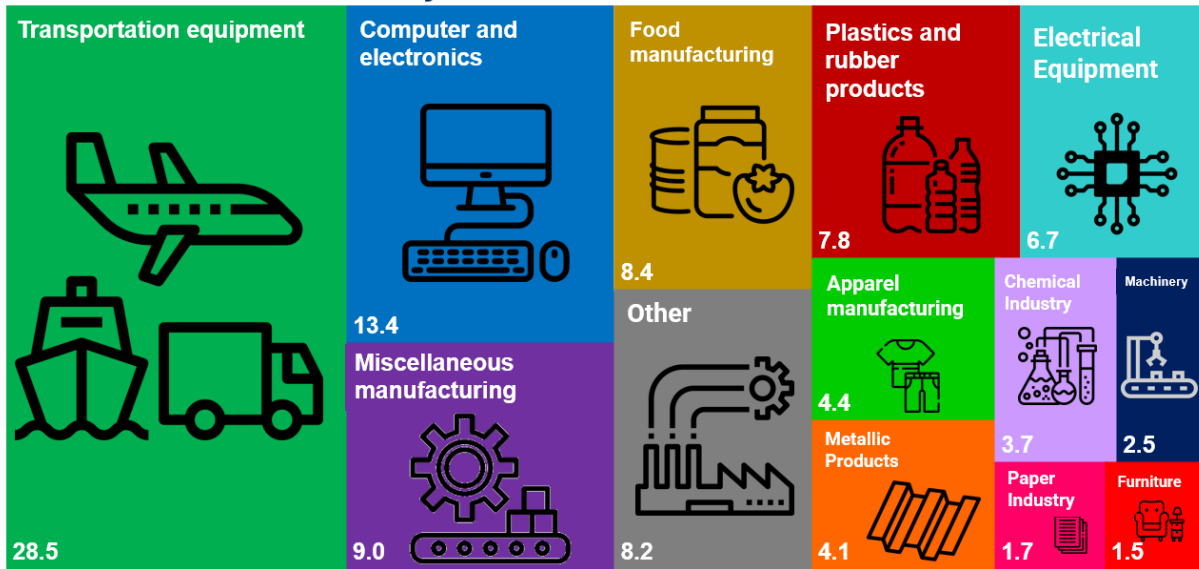 Transportation equipment
28.5
Computer and
electronics
13.4
Miscellaneous
manufacturing
9.0
Food
manufacturing
8.4
Other
8.2
Plastics and
rubber
products
7.8
Electrical
Equipment
6.7
Apparel
manufacturing
4.4
Chemical
Industry
3.7
Machinery
2.5
Metallic
Products
4.1
Paper
Industry
1.7
Furniture
1.5